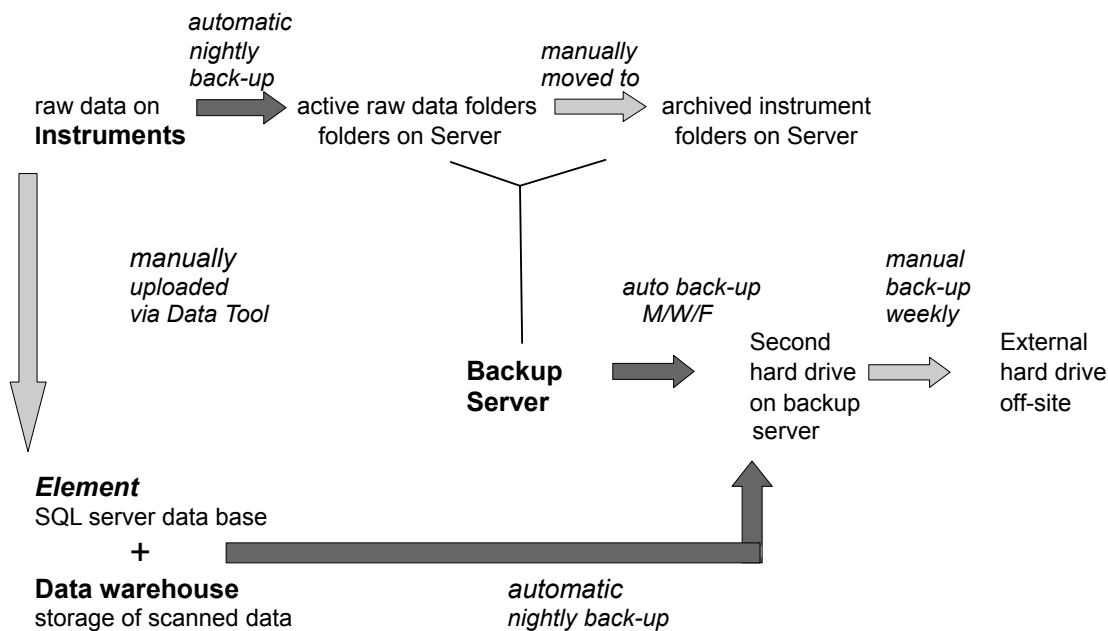 automatic
nightly
back-up
manually
moved to
raw data on
Instruments
active raw data folders
folders on Server
archived instrument
folders on Server
manually
uploaded
via Data Tool
auto back-up
M/W/F
manual
back-up
weekly
Backup
Server
Second
hard drive
on backup
server
External
hard drive
off-site
Element
SQL server data base
+
Data warehouse
storage of scanned data
automatic
nightly back-up